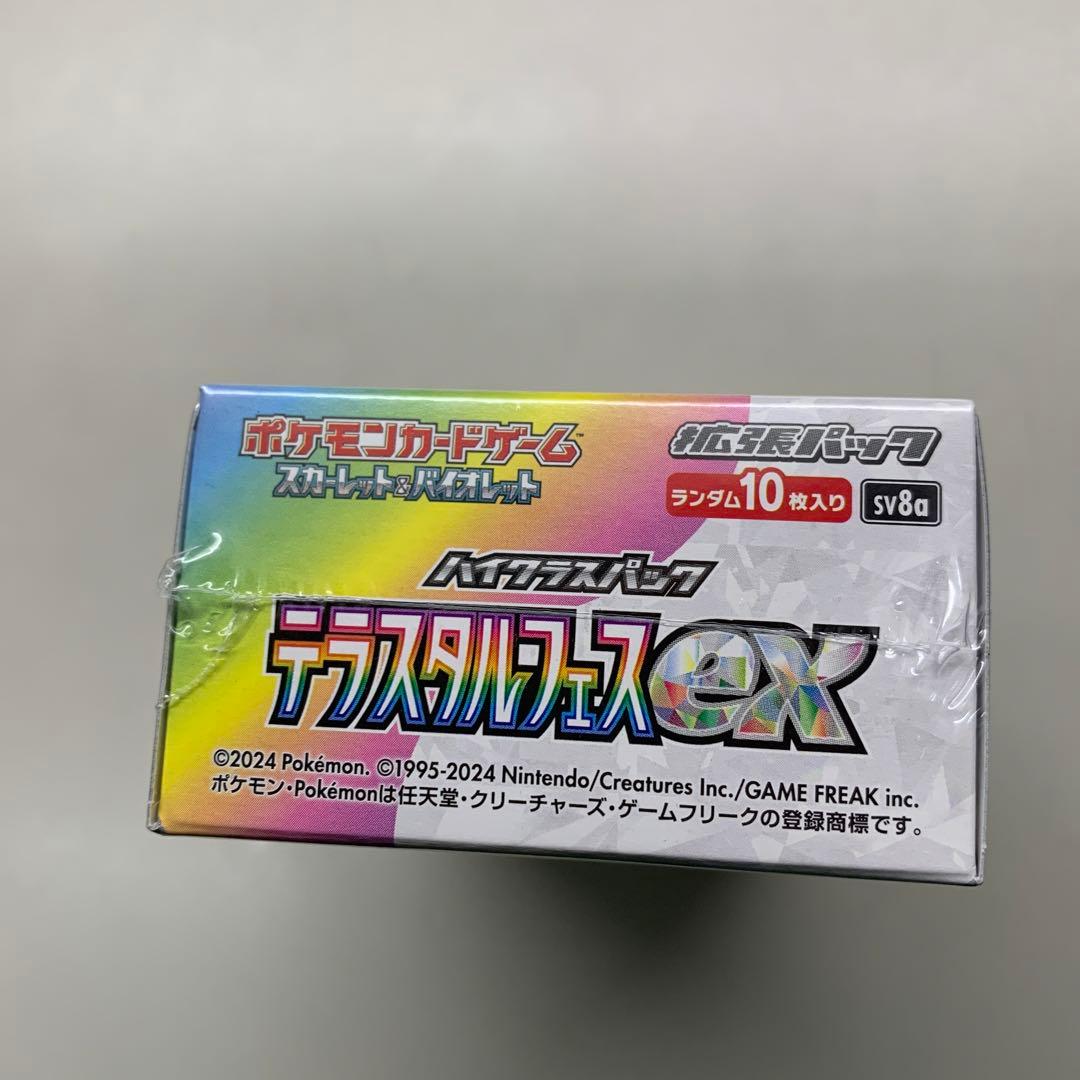 ポケモンカードゲーム™
スカーレット&バイオレット
拡張パック
ランダム10枚入り
sv8a
ハイクラスパック
テラスタルフェスex
©2024 Pokémon. ©1995-2024 Nintendo/Creatures Inc./GAME FREAK inc.
ポケモン・Pokémonは任天堂・クリーチャーズ・ゲームフリークの登録商標です。